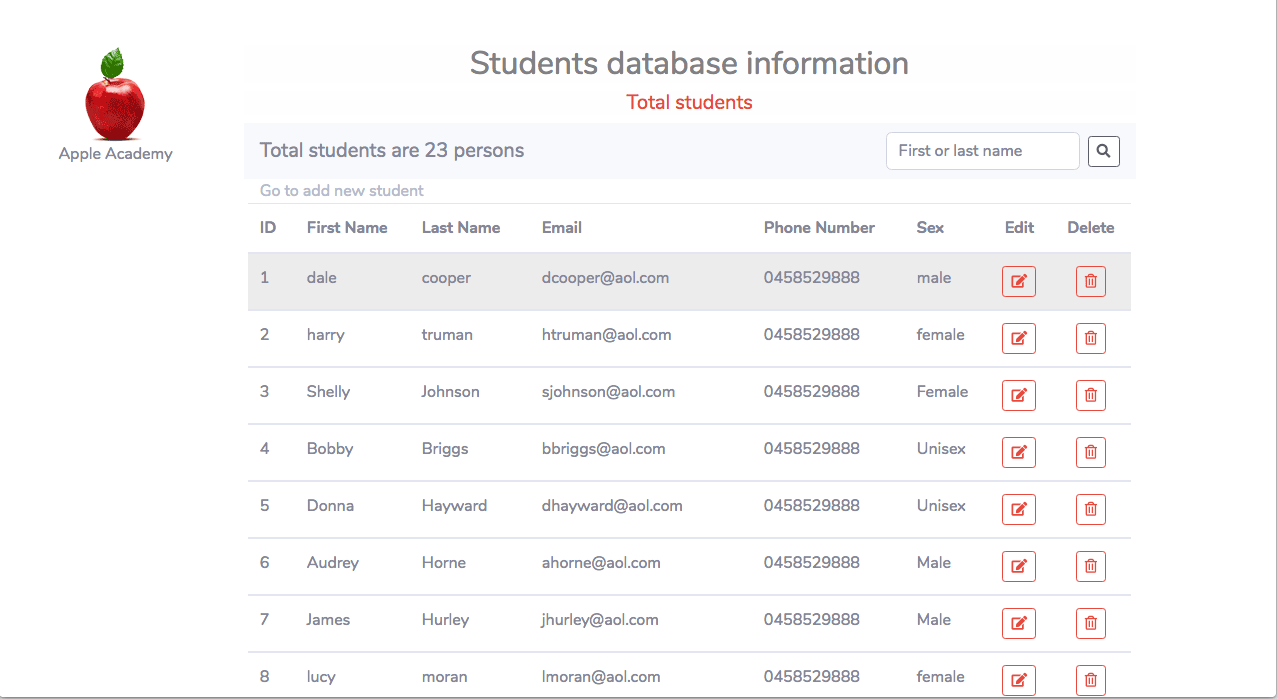 Students database information
Total students
Apple Academy
Total students are 23 persons First or last name
Go to add new student
ID First Name Last Name Email Phone Number Sex Edit Delete
1 dale cooper dcooper@aol.com 0458529888 male
2 harry truman htruman@aol.com 0458529888 female
3 Shelly Johnson sjohnson@aol.com 0458529888 Female
4 Bobby Briggs bbriggs@aol.com 0458529888 Unisex
5 Donna Hayward dhayward@aol.com 0458529888 Unisex
6 Audrey Horne ahorne@aol.com 0458529888 Male
7 James Hurley jhurley@aol.com 0458529888 Male
8 lucy moran lmoran@aol.com 0458529888 female